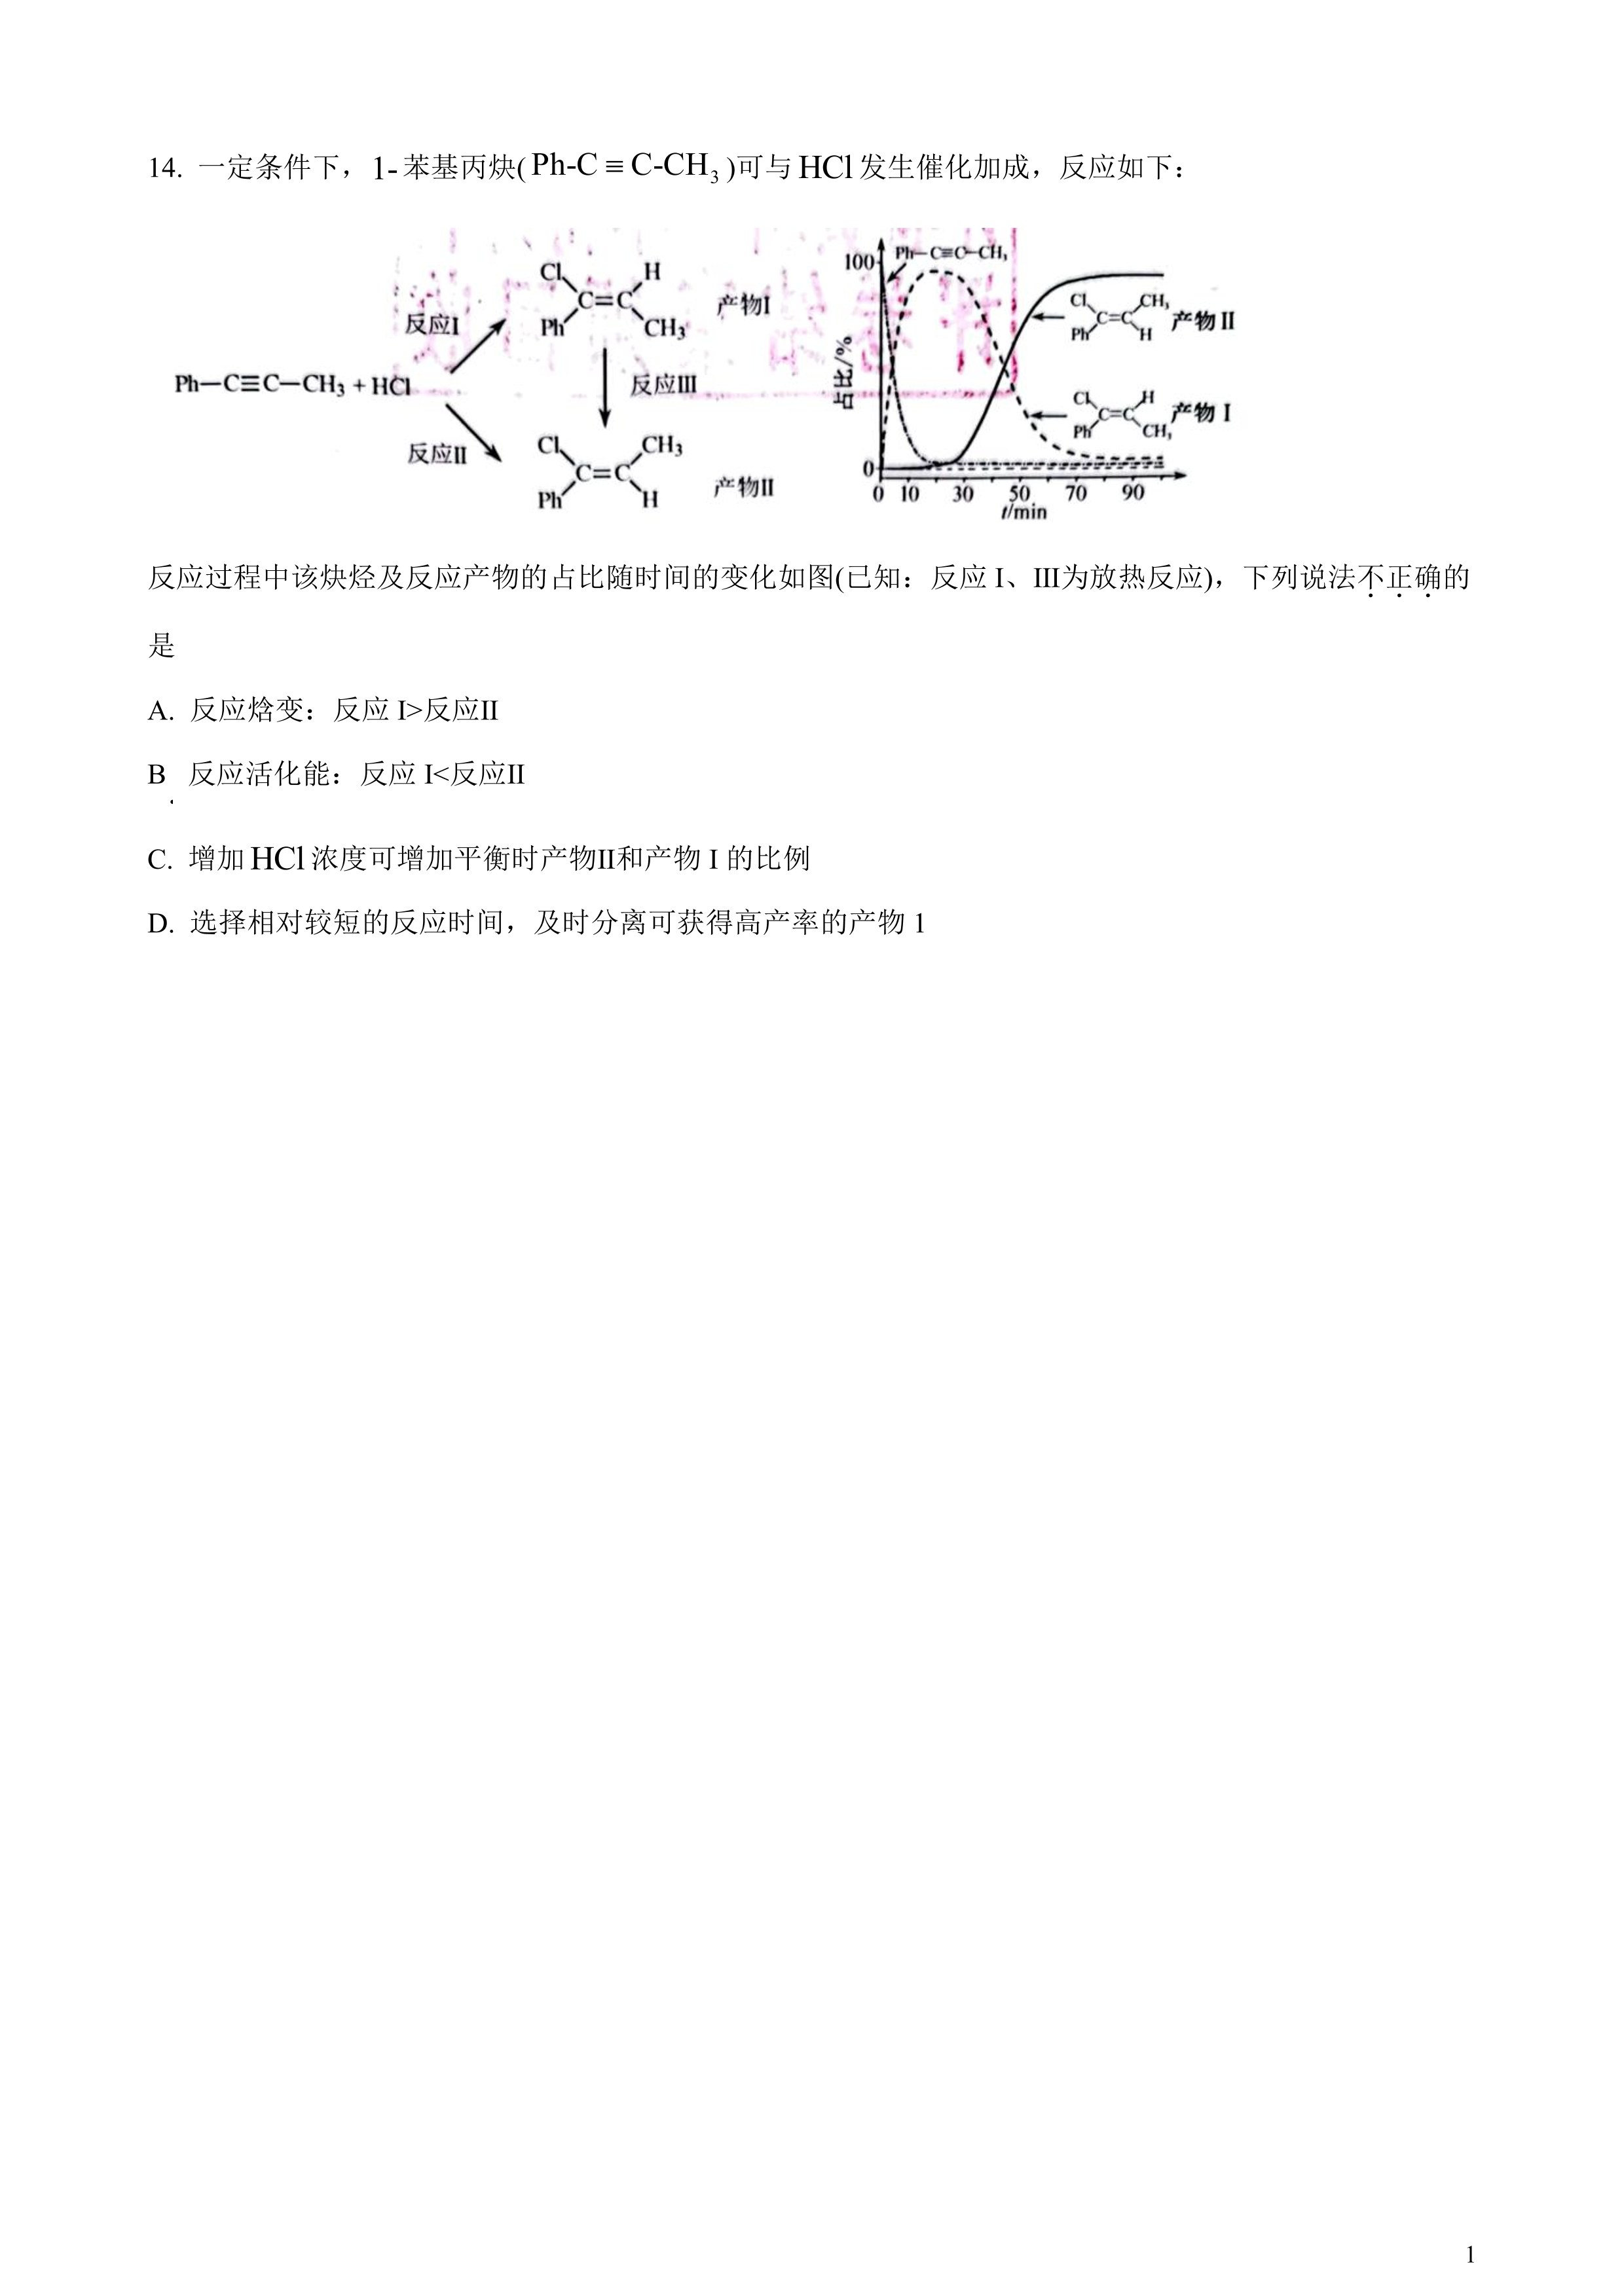 14. 一定条件下，1-苯基丙炔(Ph-C≡C-CH₃)可与HCl发生催化加成，反应如下：
Ph—C≡C—CH₃ + HCl
反应I
反应II
Cl H
C=C
Ph CH₃
产物I
反应III
Cl CH₃
C=C
Ph H
产物II
占比/%
100
0
Ph—C≡C—CH₃
Cl CH₃
C=C
Ph H
产物II
Cl H
C=C
Ph CH₃
产物I
0 10 30 50 70 90
t/min
反应过程中该炔烃及反应产物的占比随时间的变化如图(已知：反应 I、III为放热反应)，下列说法不正确的
是
A. 反应焓变：反应 I>反应II
B. 反应活化能：反应 I<反应II
C. 增加HCl浓度可增加平衡时产物II和产物 I 的比例
D. 选择相对较短的反应时间，及时分离可获得高产率的产物 1
1